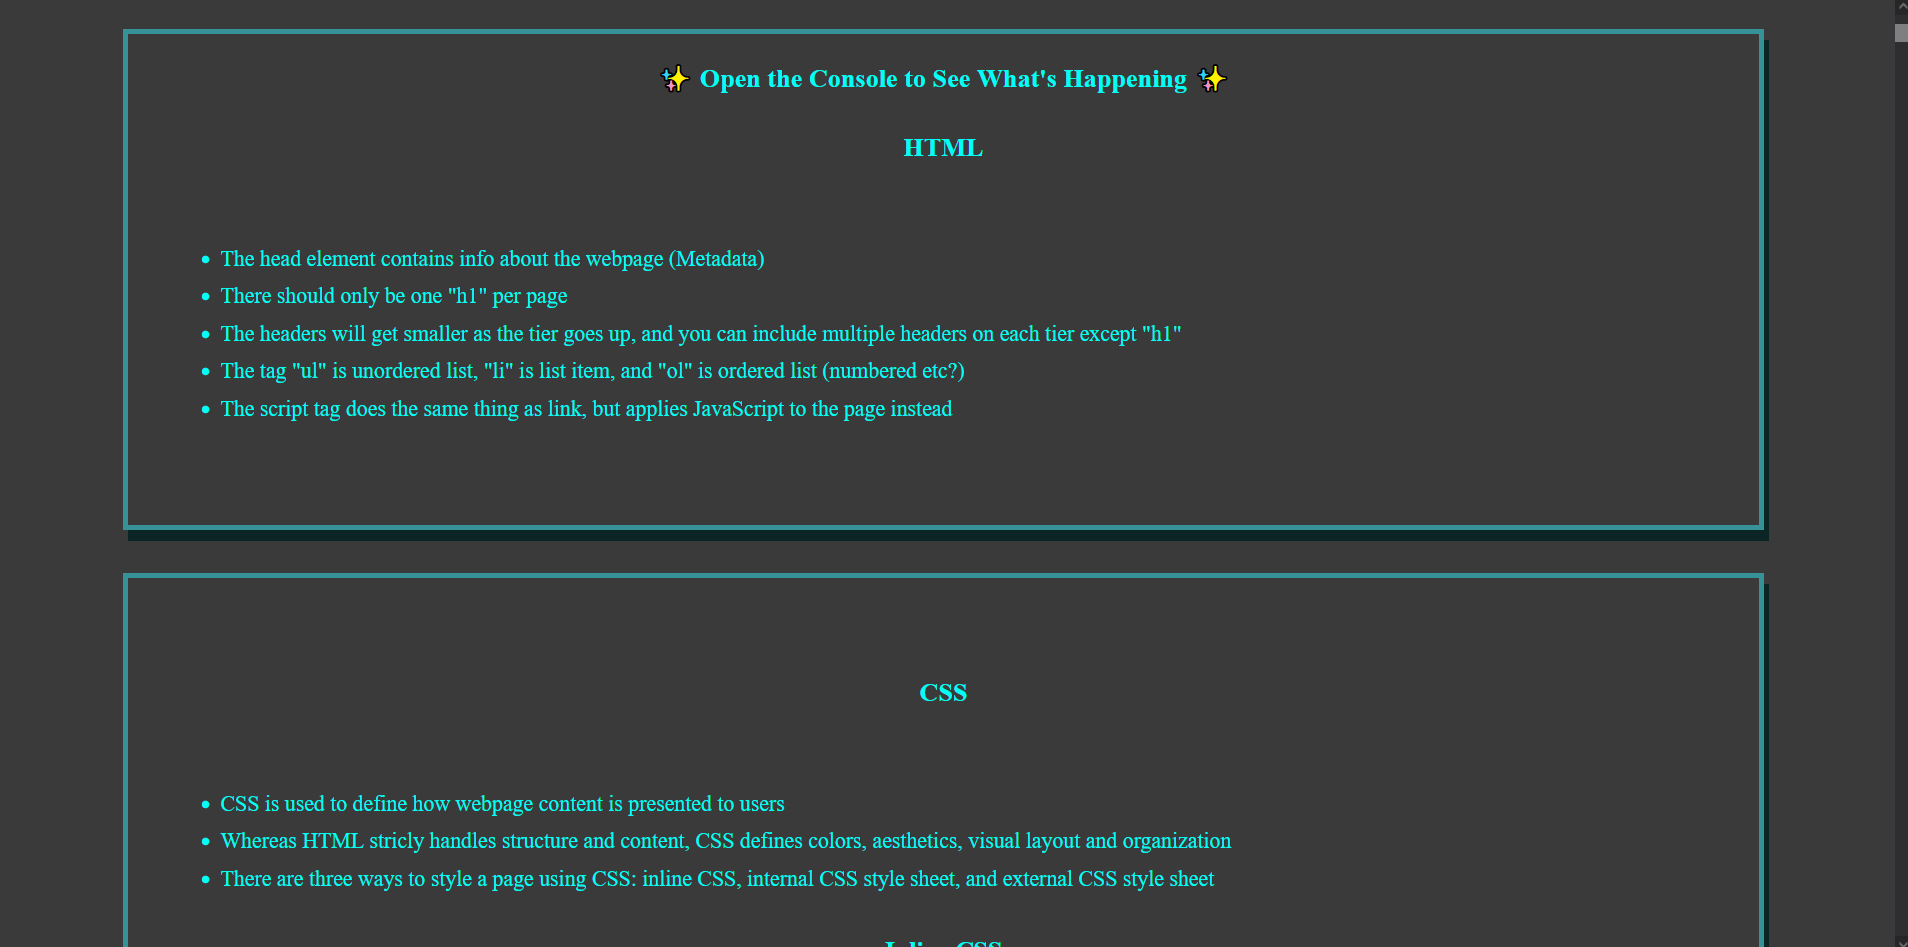 ✨ Open the Console to See What's Happening ✨
HTML
• The head element contains info about the webpage (Metadata)
• There should only be one "h1" per page
• The headers will get smaller as the tier goes up, and you can include multiple headers on each tier except "h1"
• The tag "ul" is unordered list, "li" is list item, and "ol" is ordered list (numbered etc?)
• The script tag does the same thing as link, but applies JavaScript to the page instead
CSS
• CSS is used to define how webpage content is presented to users
• Whereas HTML stricly handles structure and content, CSS defines colors, aesthetics, visual layout and organization
• There are three ways to style a page using CSS: inline CSS, internal CSS style sheet, and external CSS style sheet
Inline CSS